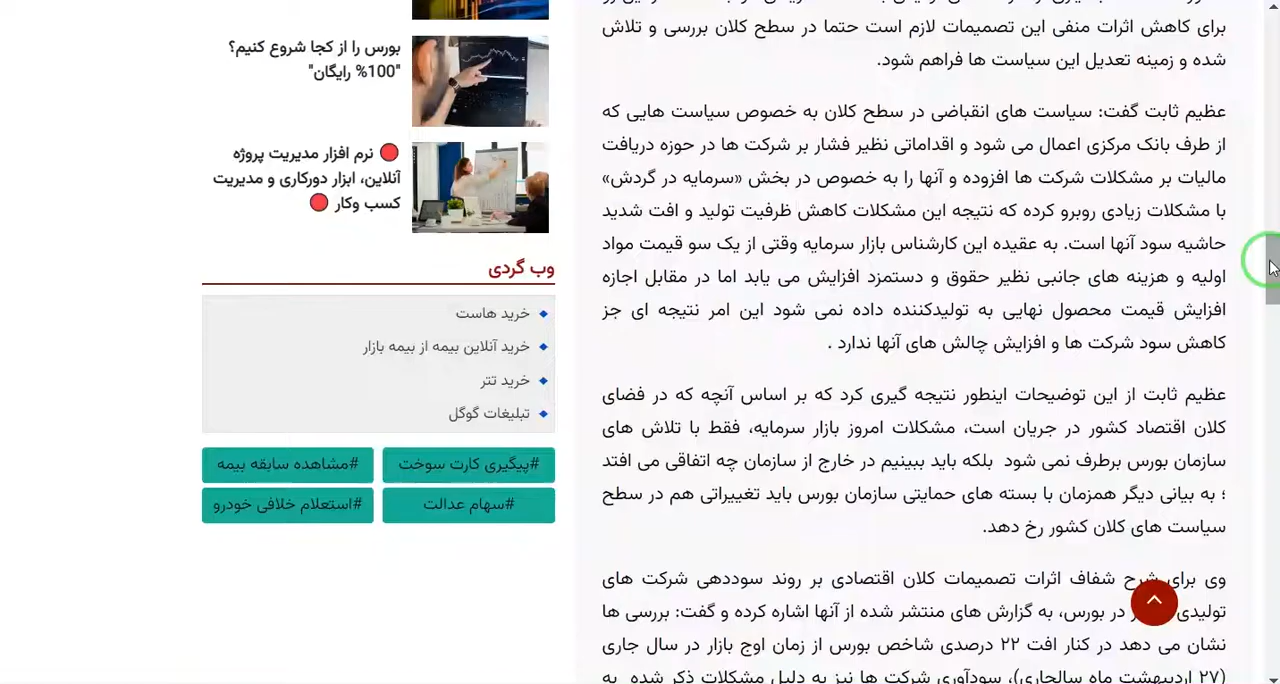 برای کاهش اثرات منفی این تصمیمات لازم است حتما در سطح کلان بررسی و تلاش
شده و زمینه تعدیل این سیاست ها فراهم شود.
عظیم ثابت گفت: سیاست های انقباضی در سطح کلان به خصوص سیاست هایی که
از طرف بانک مرکزی اعمال می شود و اقداماتی نظیر فشار بر شرکت ها در حوزه دریافت
مالیات بر مشکلات شرکت ها افزوده و آنها را به خصوص در بخش «سرمایه در گردش»
با مشکلات زیادی روبرو کرده که نتیجه این مشکلات کاهش ظرفیت تولید و افت شدید
حاشیه سود آنها است. به عقیده این کارشناس بازار سرمایه وقتی از یک سو قیمت مواد
اولیه و هزینه های جانبی نظیر حقوق و دستمزد افزایش می یابد اما در مقابل اجازه
افزایش قیمت محصول نهایی به تولیدکننده داده نمی شود این امر نتیجه ای جز
کاهش سود شرکت ها و افزایش چالش های آنها ندارد .
عظیم ثابت از این توضیحات اینطور نتیجه گیری کرد که بر اساس آنچه که در فضای
کلان اقتصاد کشور در جریان است، مشکلات امروز بازار سرمایه، فقط با تلاش های
سازمان بورس برطرف نمی شود بلکه باید ببینیم در خارج از سازمان چه اتفاقی می افتد
؛ به بیانی دیگر همزمان با بسته های حمایتی سازمان بورس باید تغییراتی هم در سطح
سیاست های کلان کشور رخ دهد.
وی برای شرح شفاف اثرات تصمیمات کلان اقتصادی بر روند سوددهی شرکت های
تولیدی در بورس، به گزارش های منتشر شده از آنها اشاره کرده و گفت: بررسی ها
نشان می دهد در کنار افت ۲۲ درصدی شاخص بورس از زمان اوج بازار در سال جاری
(۲۷ اردیبهشت ماه سالجاری)، سودآوری شرکت ها نیز به دلیل مشکلات ذکر شده به
بورس را از کجا شروع کنیم؟
"100% رایگان"
نرم افزار مدیریت پروژه
آنلاین، ابزار دورکاری و مدیریت
کسب وکار
وب گردی
خرید هاست
خرید آنلاین بیمه از بیمه بازار
خرید تتر
تبلیغات گوگل
#پیگیری کارت سوخت
#مشاهده سابقه بیمه
#سهام عدالت
#استعلام خلافی خودرو